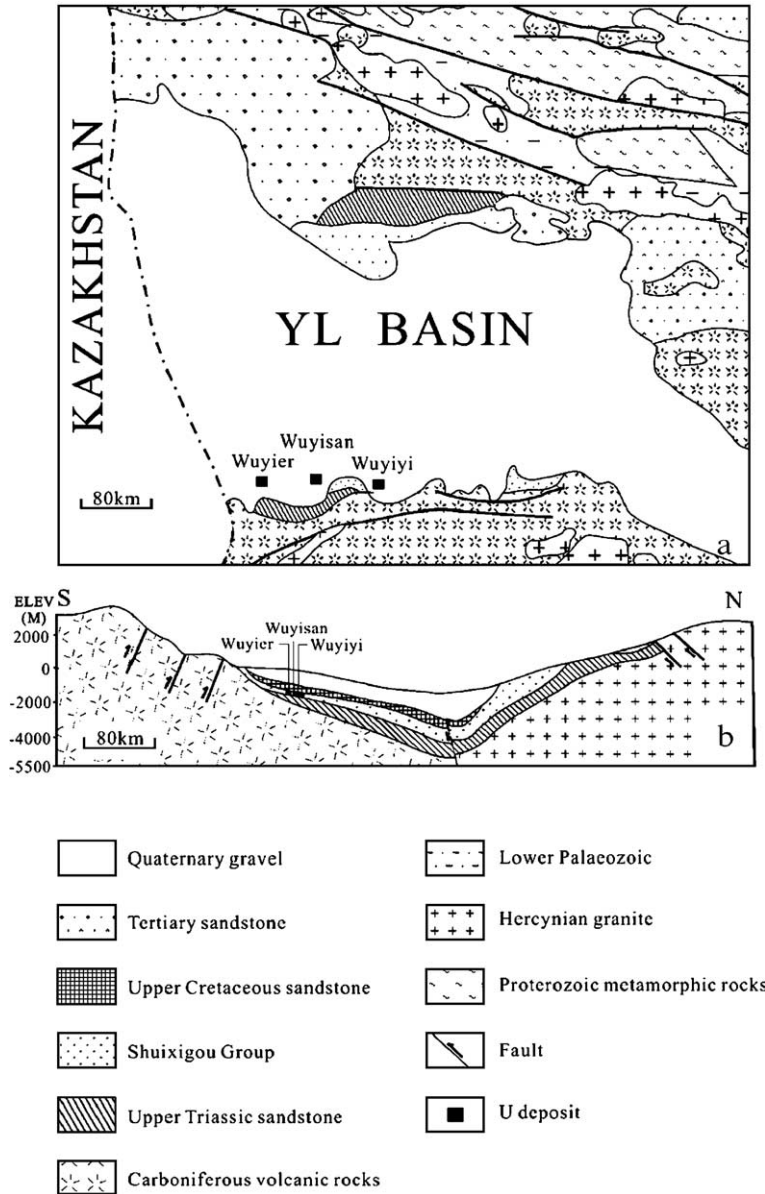 KAZAKHSTAN
YL BASIN
Wuyisan
Wuyier
Wuyiyi
80km
a
ELEV S
N
(M)
2000
0
-2000
-4000
-5500
Wuyisan
Wuyier
Wuyiyi
80km
b
Quaternary gravel
Lower Palaeozoic
Tertiary sandstone
Hercynian granite
Upper Cretaceous sandstone
Proterozoic metamorphic rocks
Shuixigou Group
Fault
Upper Triassic sandstone
U deposit
Carboniferous volcanic rocks